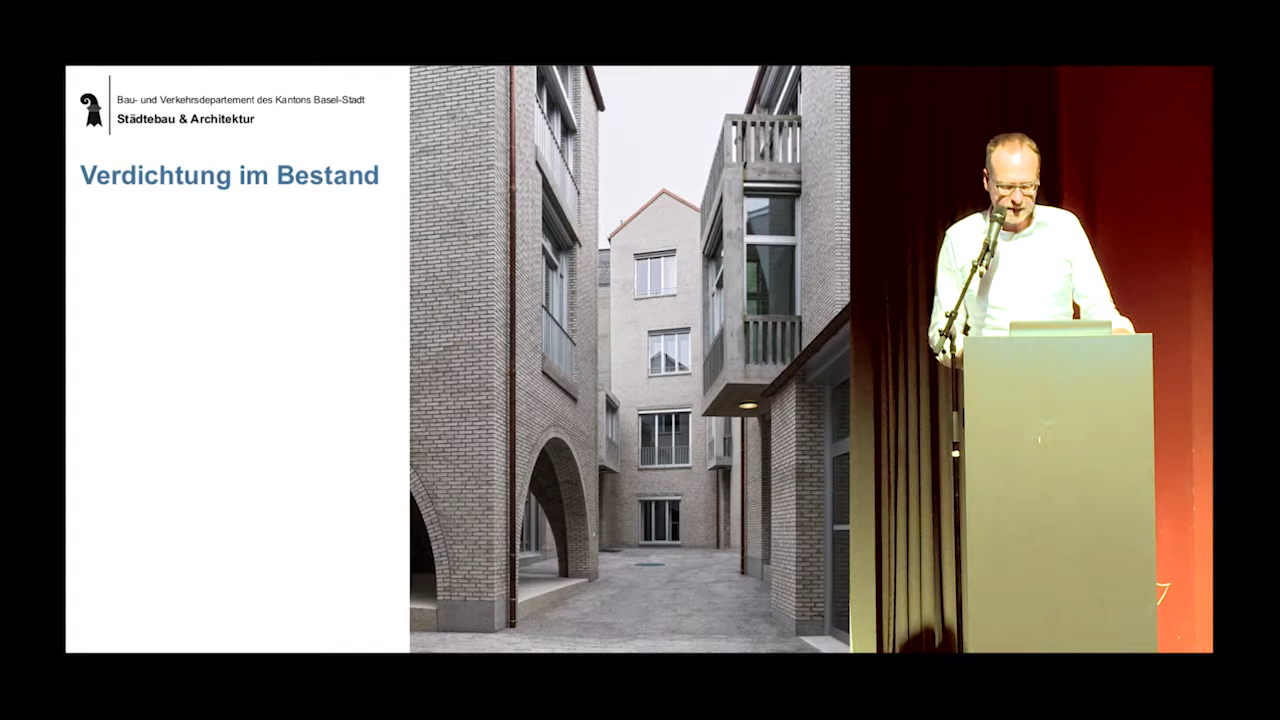 Bau- und Verkehrsdepartement des Kantons Basel-Stadt
Städtebau & Architektur
Verdichtung im Bestand